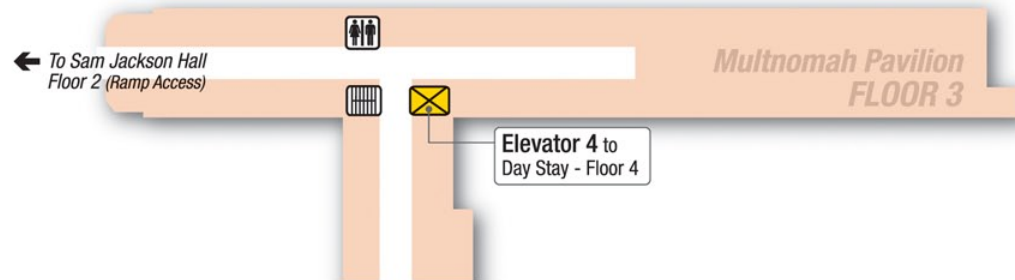 To Sam Jackson Hall
Floor 2 (Ramp Access)
Multnomah Pavilion
FLOOR 3
Elevator 4 to
Day Stay - Floor 4